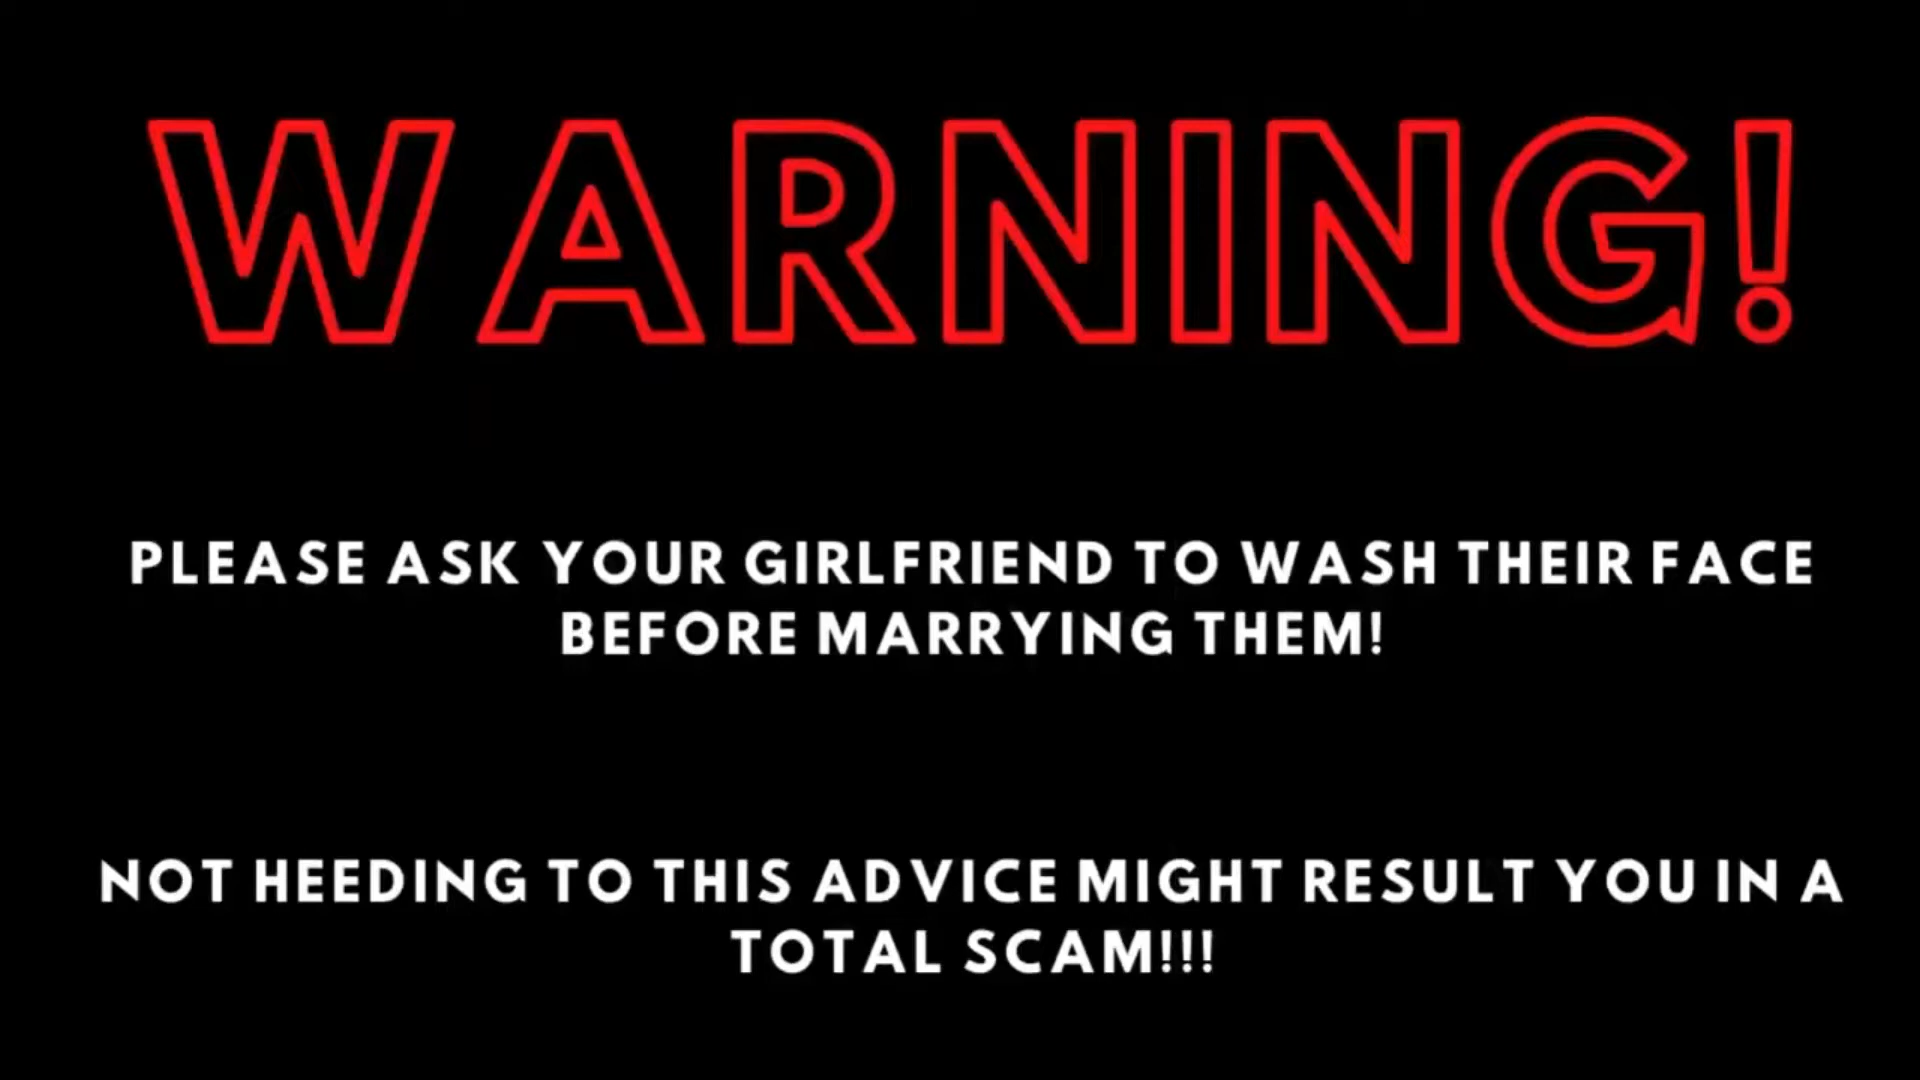 WARNING!
PLEASE ASK YOUR GIRLFRIEND TO WASH THEIR FACE
BEFORE MARRYING THEM!
NOT HEEDING TO THIS ADVICE MIGHT RESULT YOU IN A
TOTAL SCAM!!!